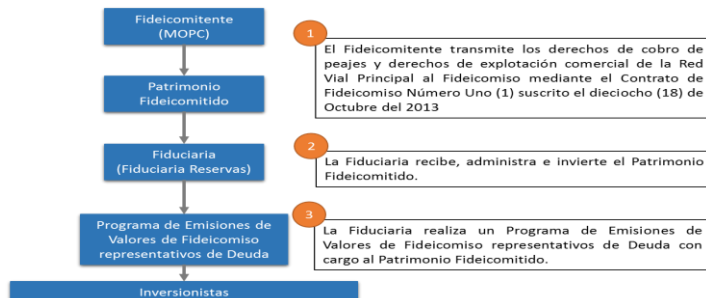 Fideicomitente
(MOPC)
1
El Fideicomitente transmite los derechos de cobro de
peajes y derechos de explotación comercial de la Red
Vial Principal al Fideicomiso mediante el Contrato de
Fideicomiso Número Uno (1) suscrito el dieciocho (18) de
Octubre del 2013
Patrimonio
Fideicomitido
Fiduciaria
(Fiduciaria Reservas)
2
La Fiduciaria recibe, administra e invierte el Patrimonio
Fideicomitido.
Programa de Emisiones de
Valores de Fideicomiso
representativos de Deuda
3
La Fiduciaria realiza un Programa de Emisiones de
Valores de Fideicomiso representativos de Deuda con
cargo al Patrimonio Fideicomitido.
Inversionistas